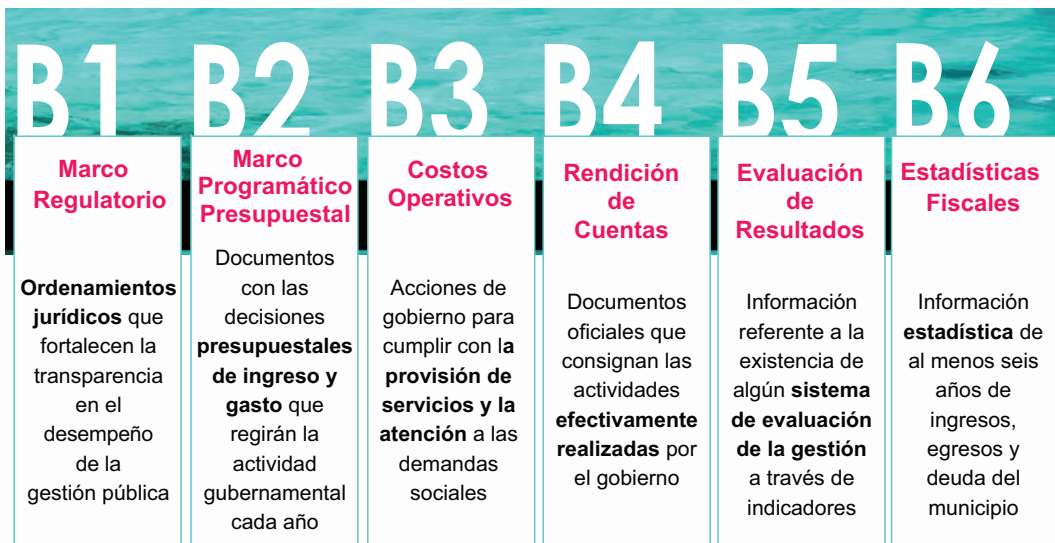 B1
Marco
Regulatorio
Ordenamientos
jurídicos que
fortalecen la
transparencia
en el
desempeño
de la
gestión pública
B2
Marco
Programático
Presupuestal
Documentos
con las
decisiones
presupuestales
de ingreso y
gasto que
regirán la
actividad
gubernamental
cada año
B3
Costos
Operativos
Acciones de
gobierno para
cumplir con la
provisión de
servicios y la
atención a las
demandas
sociales
B4
Rendición
de
Cuentas
Documentos
oficiales que
consignan las
actividades
efectivamente
realizadas por
el gobierno
B5
Evaluación
de
Resultados
Información
referente a la
existencia de
algún sistema
de evaluación
de la gestión
a través de
indicadores
B6
Estadísticas
Fiscales
Información
estadística de
al menos seis
años de
ingresos,
egresos y
deuda del
municipio